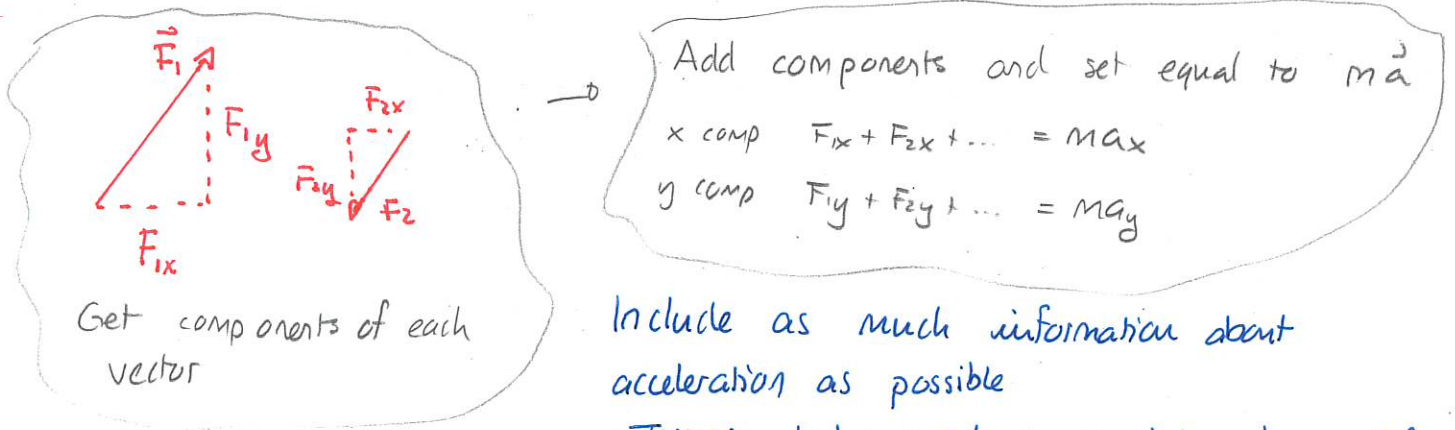 F⃗₁
F₁y
F₁x
F₂x
F₂y
F₂
Get components of each
vector
Add components and set equal to ma⃗
x comp F₁x + F₂x + ... = max
y comp F₁y + F₂y + ... = may
Include as much information about
acceleration as possible